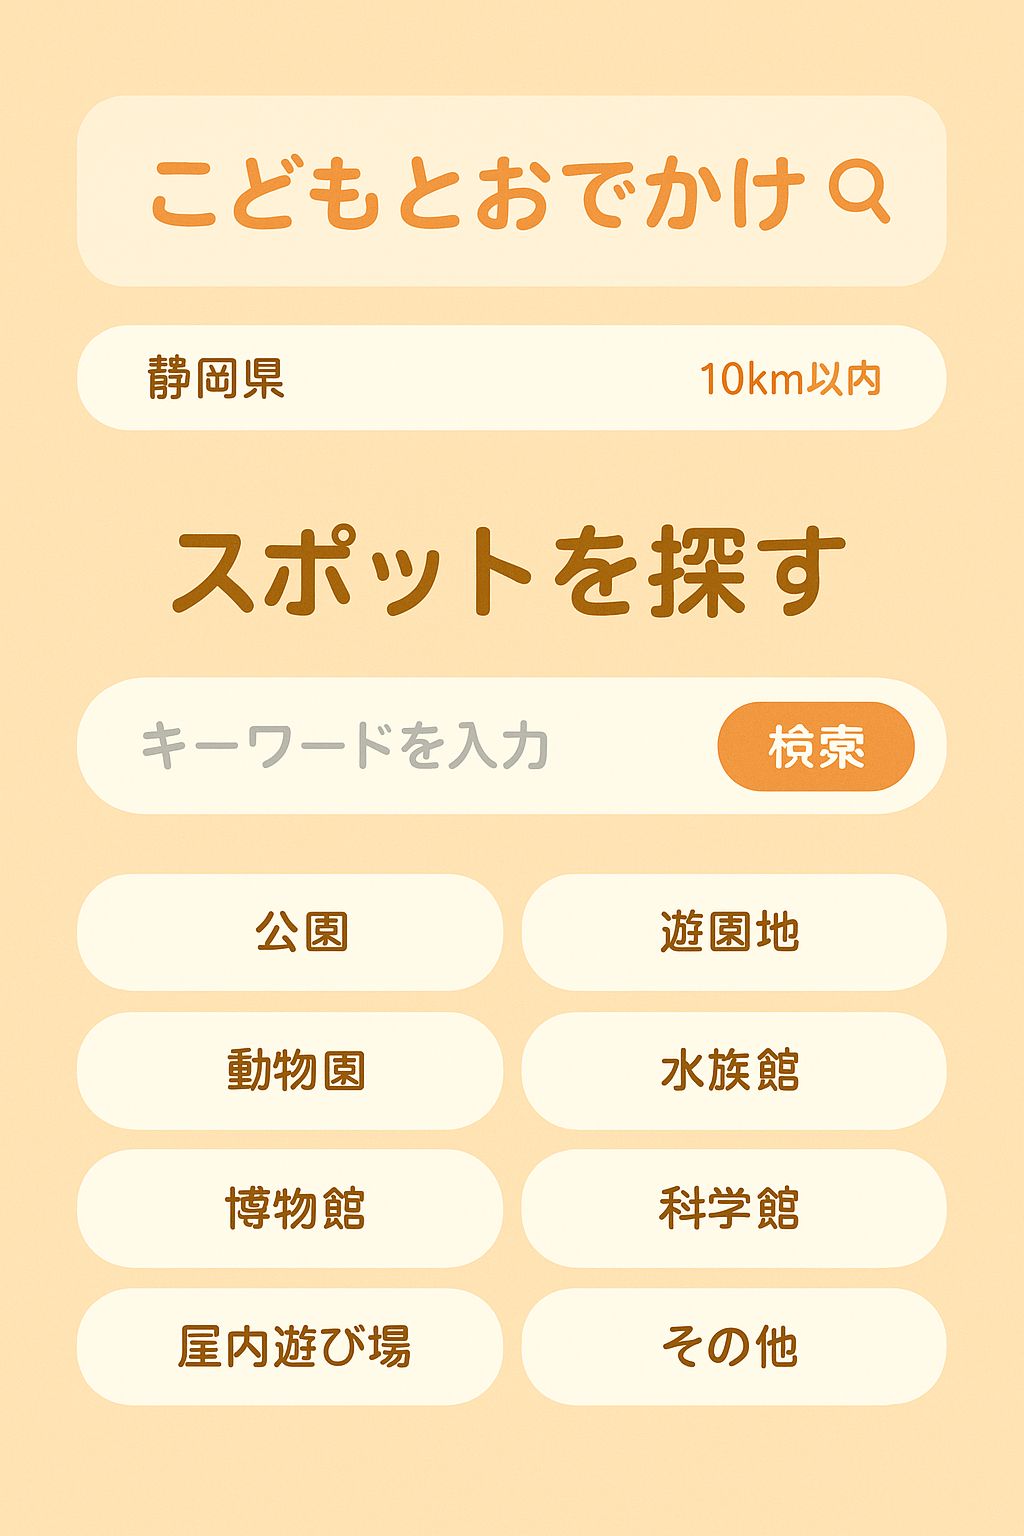 こどもとおでかけ
静岡県 10km以内
スポットを探す
キーワードを入力 検索
公園 遊園地
動物園 水族館
博物館 科学館
屋内遊び場 その他